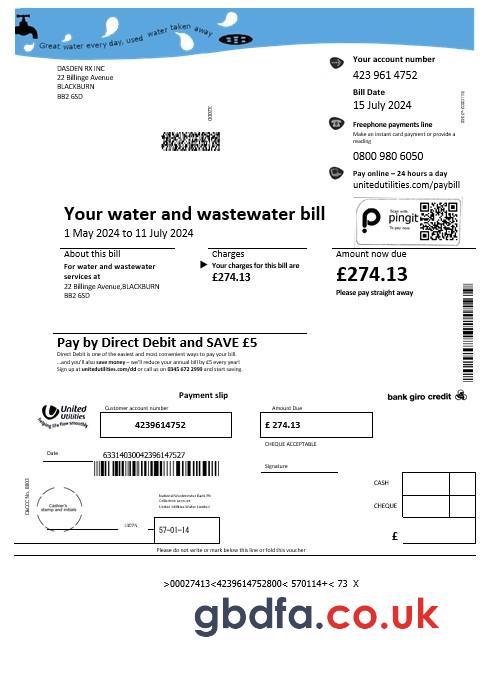 Great water every day, used water taken away
DASDEN RX INC
22 Billinge Avenue
BLACKBURN
BB2 6SD
Your account number
423 961 4752
Bill Date
15 July 2024
Freephone payments line
Make an instant card payment or provide a
reading
0800 980 6050
Pay online – 24 hours a day
unitedutilities.com/paybill
Scan with
pingit
To pay now
Your water and wastewater bill
1 May 2024 to 11 July 2024
About this bill
For water and wastewater
services at
22 Billinge Avenue,BLACKBURN
BB2 6SD
Charges
Your charges for this bill are
£274.13
Amount now due
£274.13
Please pay straight away
Pay by Direct Debit and SAVE £5
Direct Debit is one of the easiest and most convenient ways to pay your bill.
...and you'll also save money – we'll reduce your annual bill by £5 every year!
Sign up at unitedutilities.com/dd or call us on 0345 672 2999 and start saving.
Payment slip
bank giro credit
United
Utilities
helping life flow smoothly
Customer account number
4239614752
Amount Due
£ 274.13
CHEQUE ACCEPTABLE
Date
63314030042396147527
Signature
CASH
CHEQUE
£
Cashier's
stamp and initials
National Westminster Bank Plc
Collection account
United Utilities Water Limited
57-01-14
Please do not write or mark below this line or fold this voucher
>00027413<4239614752800< 570114+< 73 X
gbdfa.co.uk